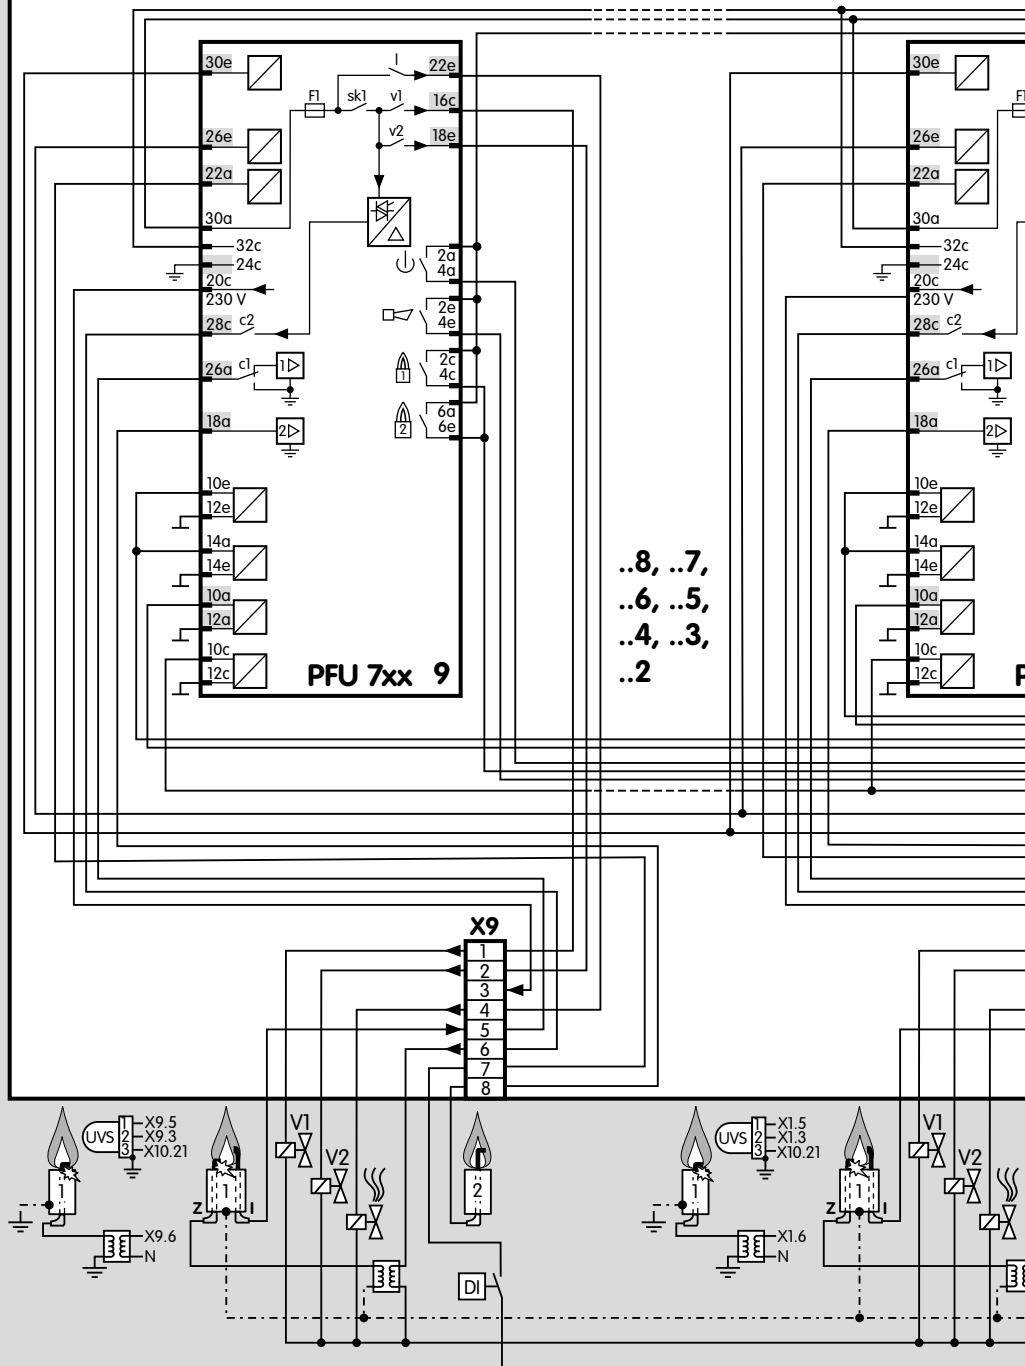 30e
26e
22a
30a
32c
24c
20c
230 V
28c c2
26a c1
1
18a
2
10e
12e
14a
14e
10a
12a
10c
12c
F1 sk1 I
v1
v2
22e
16c
18e
2a
4a
2e
4e
2c
4c
1
6a
6e
2
PFU 7xx 9
..8, ..7,
..6, ..5,
..4, ..3,
..2
30e
26e
22a
30a
F1
32c
24c
20c
230 V
28c c2
26a c1
1
18a
2
10e
12e
14a
14e
10a
12a
10c
12c
P
X9
1
2
3
4
5
6
7
8
UVS
1 X9.5
2 X9.3
3 X10.21
1
X9.6
N
1
Z I
V1
V2
2
DI
UVS
1 X1.5
2 X1.3
3 X10.21
1
X1.6
N
1
Z I
V1
V2